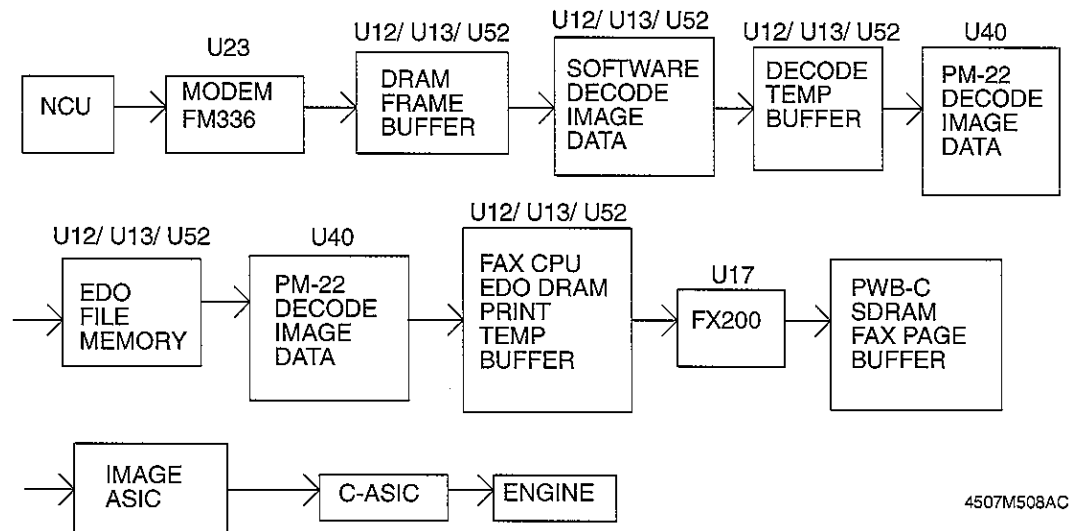 U23
U12/ U13/ U52
U12/ U13/ U52
U12/ U13/ U52
U40
NCU
MODEM
FM336
DRAM
FRAME
BUFFER
SOFTWARE
DECODE
IMAGE
DATA
DECODE
TEMP
BUFFER
PM-22
DECODE
IMAGE
DATA
U12/ U13/ U52
U40
U12/ U13/ U52
U17
EDO
FILE
MEMORY
PM-22
DECODE
IMAGE
DATA
FAX CPU
EDO DRAM
PRINT
TEMP
BUFFER
FX200
PWB-C
SDRAM
FAX PAGE
BUFFER
IMAGE
ASIC
C-ASIC
ENGINE
4507M508AC